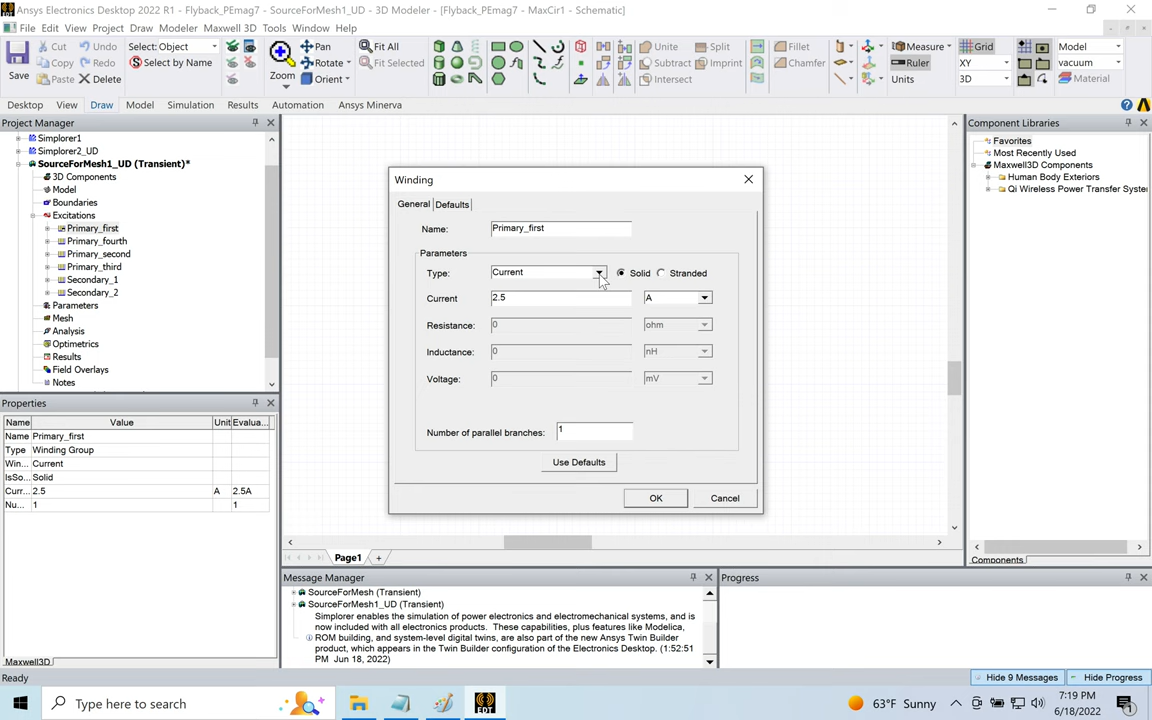 Ansys Electronics Desktop 2022 R1 - Flyback_PEmag7 - SourceForMesh1_UD - 3D Modeler - [Flyback_PEmag7 - MaxCir1 - Schematic]
File Edit View Project Draw Modeler Maxwell 3D Tools Window Help
Save
Cut
Copy
Paste
Undo
Redo
Delete
Select: Object
Select by Name
Zoom
Pan
Rotate
Orient
Fit All
Fit Selected
Unite
Subtract
Intersect
Split
Imprint
Fillet
Chamfer
Measure
Ruler
Units
Grid
XY
3D
Model
vacuum
Material
Desktop View Draw Model Simulation Results Automation Ansys Minerva
Project Manager
Simplorer1
Simplorer2_UD
SourceForMesh1_UD (Transient)*
3D Components
Model
Boundaries
Excitations
Primary_first
Primary_fourth
Primary_second
Primary_third
Secondary_1
Secondary_2
Parameters
Mesh
Analysis
Optimetrics
Results
Field Overlays
Notes
Properties
Name Value Unit Evalua...
Name Primary_first
Type Winding Group
Win... Current
IsSo... Solid
Curr... 2.5 A 2.5A
Nu... 1 1
Maxwell3D
Winding
General Defaults
Name: Primary_first
Parameters
Type: Current Solid Stranded
Current 2.5 A
Resistance: 0 ohm
Inductance: 0 nH
Voltage: 0 mV
Number of parallel branches: 1
Use Defaults
OK Cancel
Page1 +
Component Libraries
Favorites
Most Recently Used
Maxwell3D Components
Human Body Exteriors
Qi Wireless Power Transfer Syste
Components
Message Manager
SourceForMesh (Transient)
SourceForMesh1_UD (Transient)
Simplorer enables the simulation of power electronics and electromechanical systems, and is
now included with all electronics products. These capabilities, plus features like Modelica,
ROM building, and system-level digital twins, are also part of the new Ansys Twin Builder
product, which appears in the Twin Builder configuration of the Electronics Desktop. (1:52:51
PM Jun 18, 2022)
Progress
Ready
Hide 9 Messages
Hide Progress
Type here to search
EDT
63°F Sunny
7:19 PM
6/18/2022
1